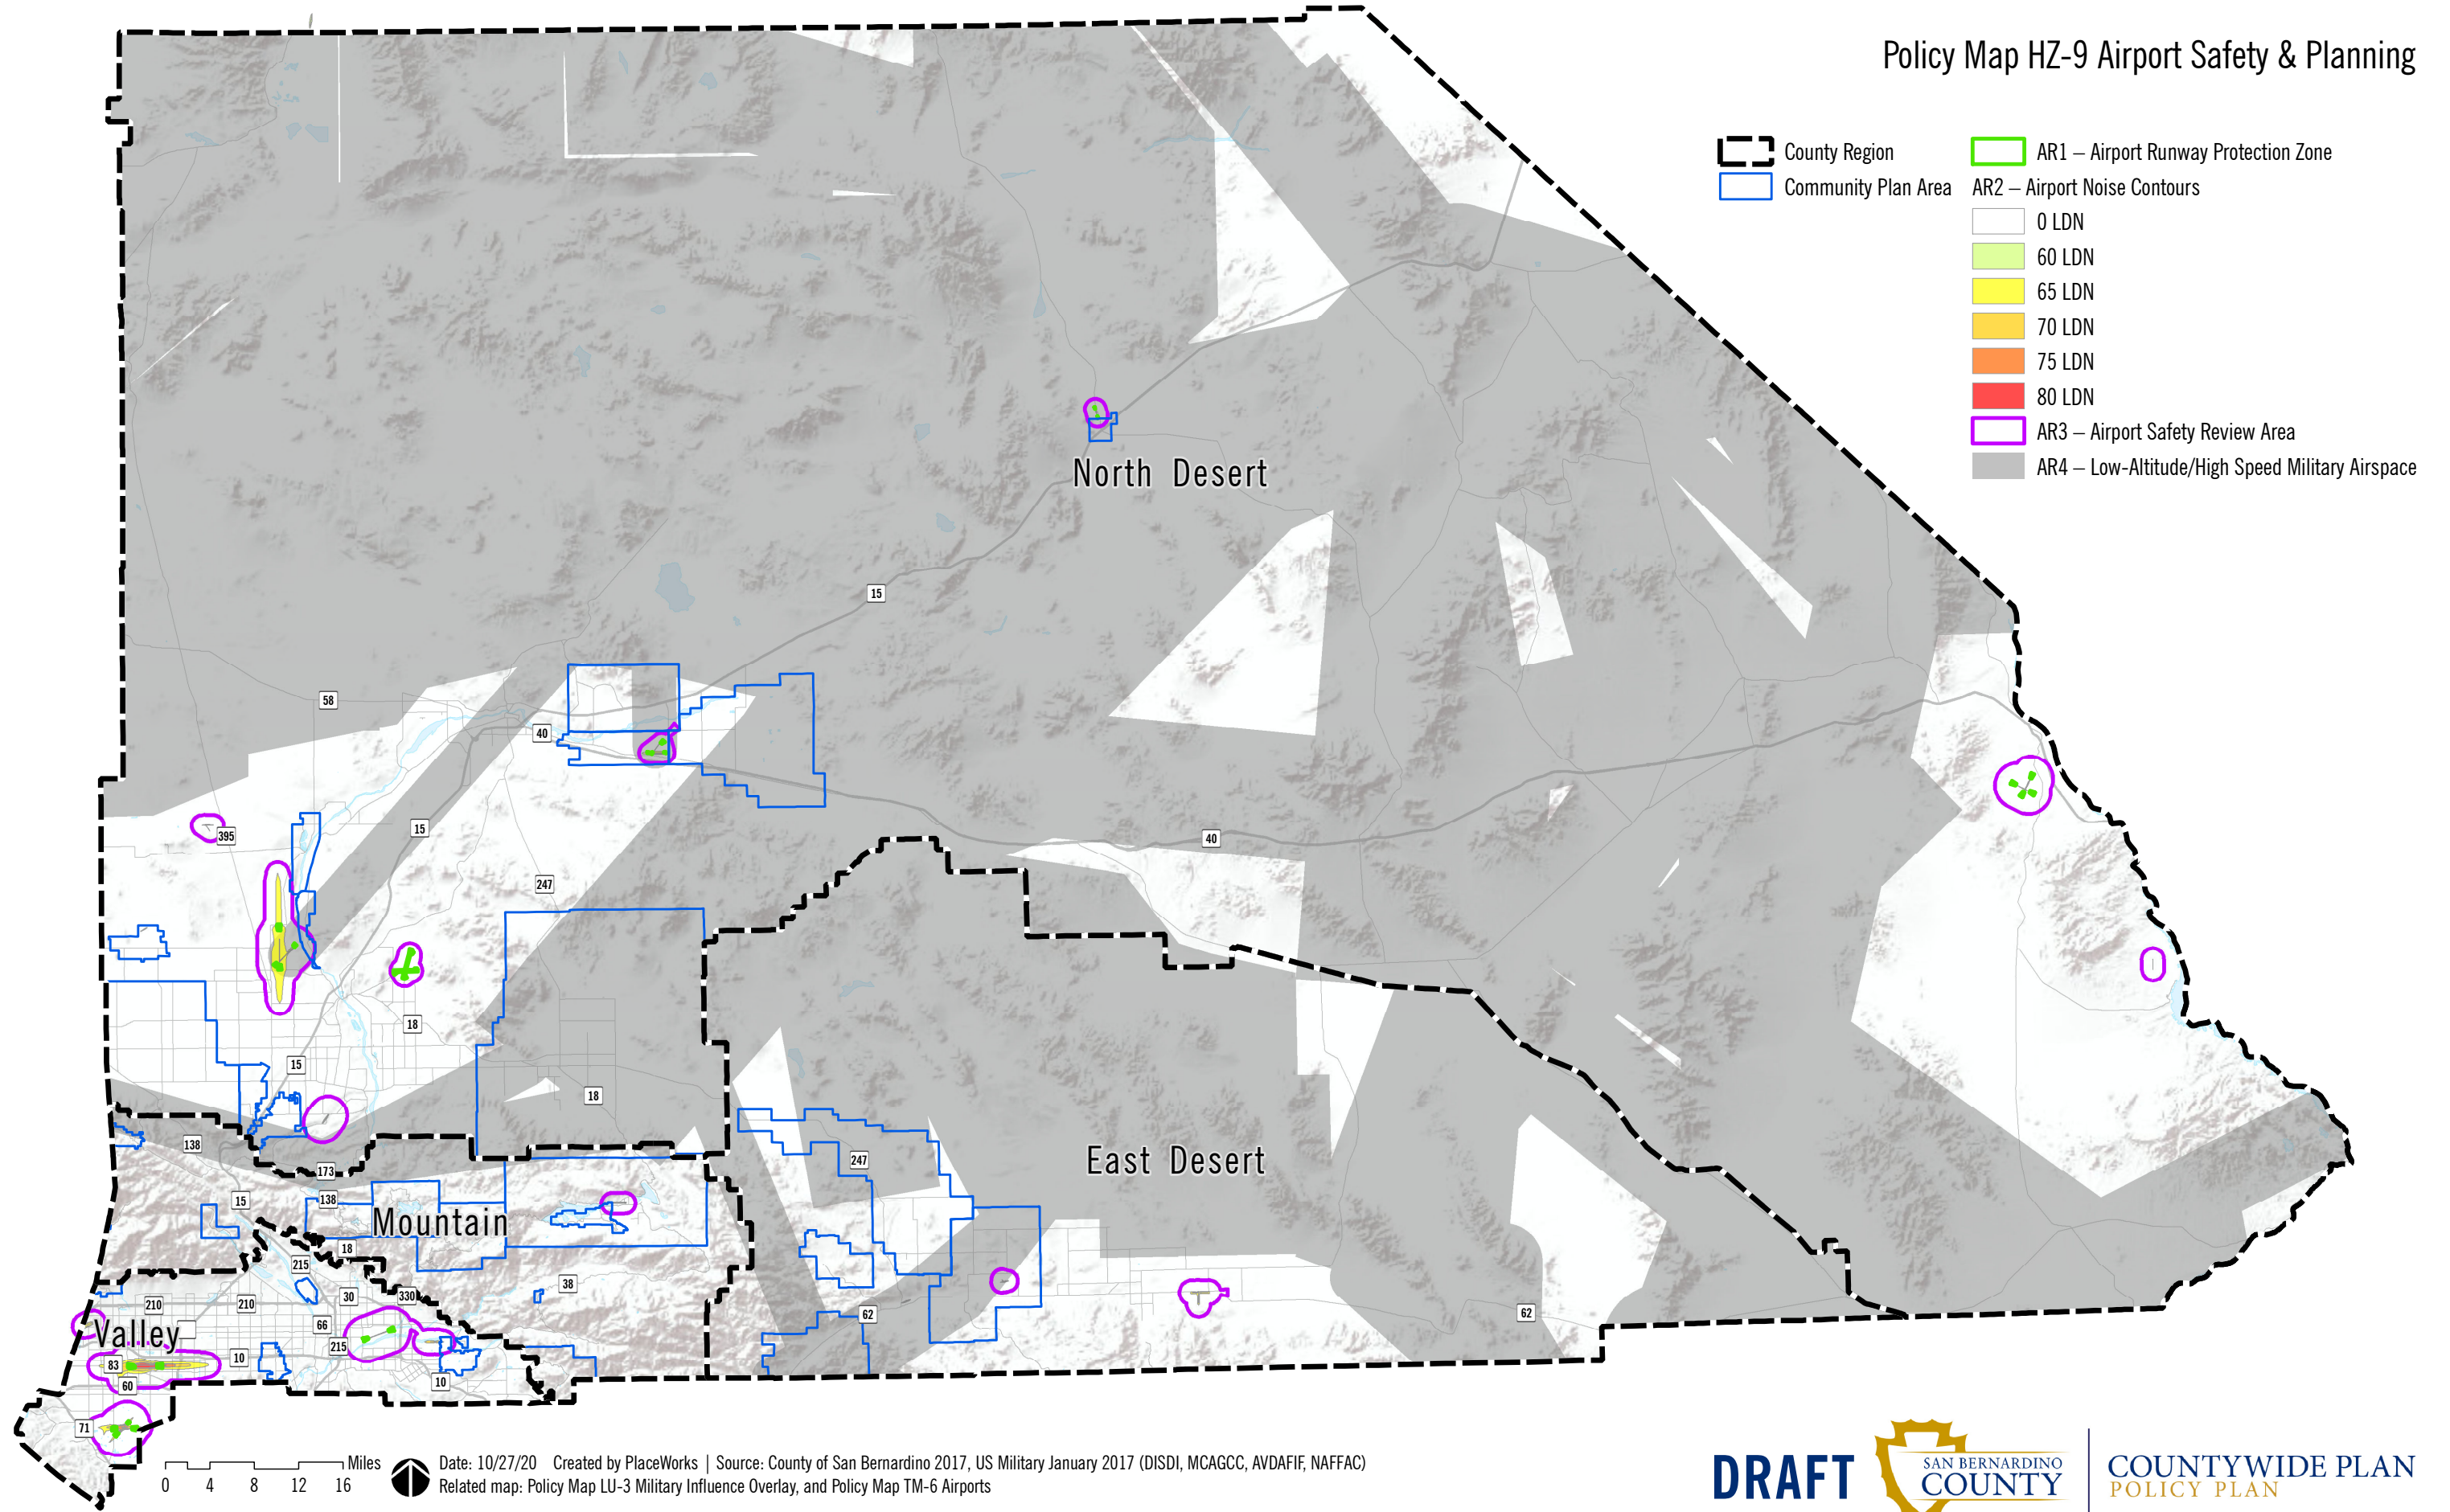 Policy Map HZ-9 Airport Safety & Planning
County Region
Community Plan Area
AR1 – Airport Runway Protection Zone
AR2 – Airport Noise Contours
0 LDN
60 LDN
65 LDN
70 LDN
75 LDN
80 LDN
AR3 – Airport Safety Review Area
AR4 – Low-Altitude/High Speed Military Airspace
North Desert
15
58
40
395
15
40
247
18
15
18
138
173
247
East Desert
15
138
Mountain
18
215
38
330
30
210
210
62
62
Valley
66
215
83
10
10
60
71
Miles
0 4 8 12 16
Date: 10/27/20 Created by PlaceWorks | Source: County of San Bernardino 2017, US Military January 2017 (DISDI, MCAGCC, AVDAFIF, NAFFAC)
Related map: Policy Map LU-3 Military Influence Overlay, and Policy Map TM-6 Airports
DRAFT
SAN BERNARDINO
COUNTY
COUNTYWIDE PLAN
POLICY PLAN